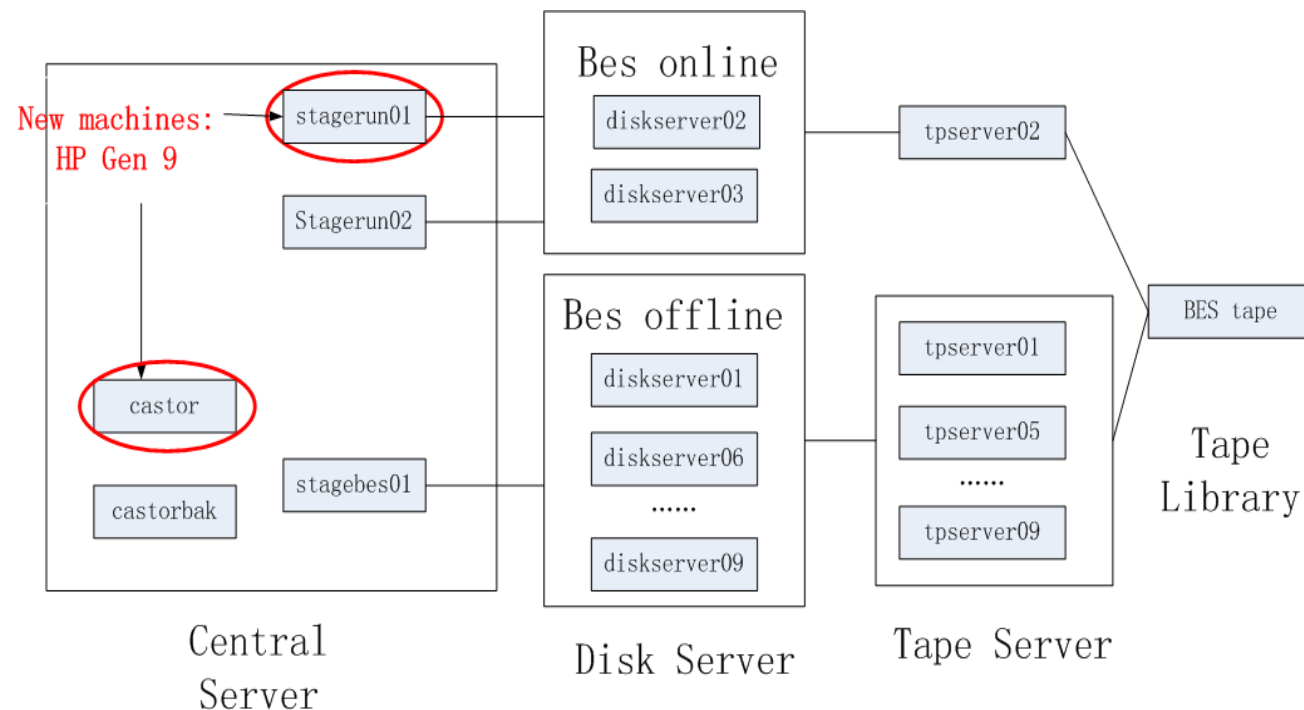 New machines:
HP Gen 9
stagerun01
Stagerun02
castor
castorbak
stagebes01
Central
Server
Bes online
diskserver02
diskserver03
Bes offline
diskserver01
diskserver06
......
diskserver09
Disk Server
tpserver02
tpserver01
tpserver05
......
tpserver09
Tape Server
BES tape
Tape
Library